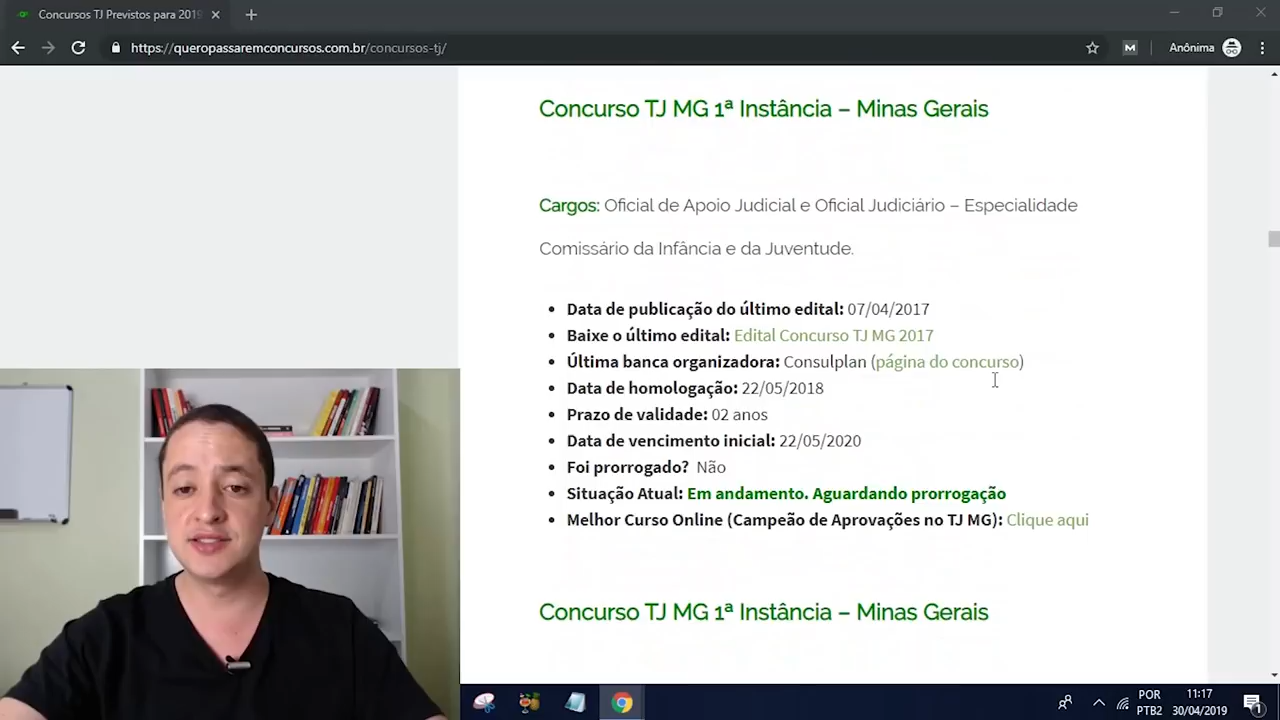 Concursos TJ Previstos para 2019
https://queropassaremconcursos.com.br/concursos-tj/
M
Anônima
Concurso TJ MG 1ª Instância – Minas Gerais
Cargos: Oficial de Apoio Judicial e Oficial Judiciário – Especialidade
Comissário da Infância e da Juventude.
• Data de publicação do último edital: 07/04/2017
• Baixe o último edital: Edital Concurso TJ MG 2017
• Última banca organizadora: Consulplan (página do concurso)
• Data de homologação: 22/05/2018
• Prazo de validade: 02 anos
• Data de vencimento inicial: 22/05/2020
• Foi prorrogado? Não
• Situação Atual: Em andamento. Aguardando prorrogação
• Melhor Curso Online (Campeão de Aprovações no TJ MG): Clique aqui
Concurso TJ MG 1ª Instância – Minas Gerais
POR
PTB2
11:17
30/04/2019
1